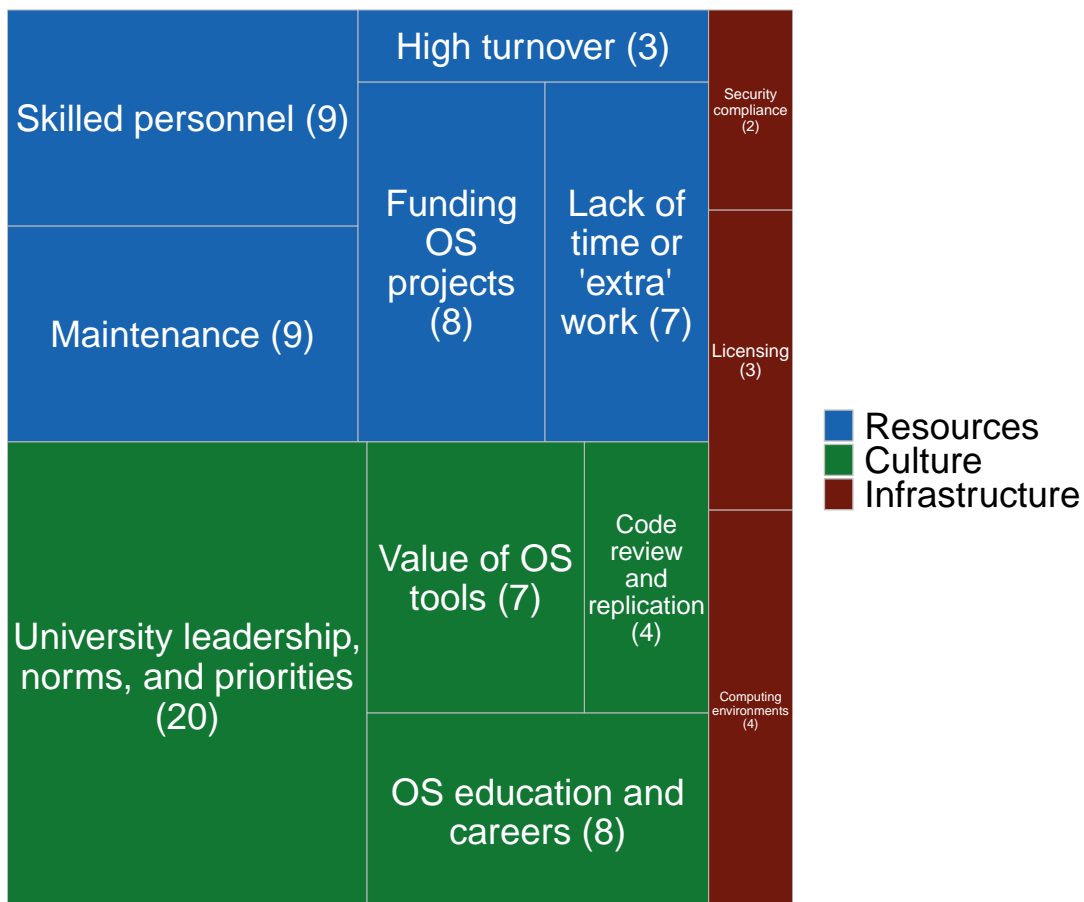 High turnover (3)
Skilled personnel (9)
Security
compliance
(2)
Funding
OS
projects
(8)
Lack of
time or
'extra'
work (7)
Maintenance (9)
Licensing
(3)
Resources
Culture
Infrastructure
University leadership,
norms, and priorities
(20)
Value of OS
tools (7)
Code
review
and
replication
(4)
Computing
environments
(4)
OS education and
careers (8)